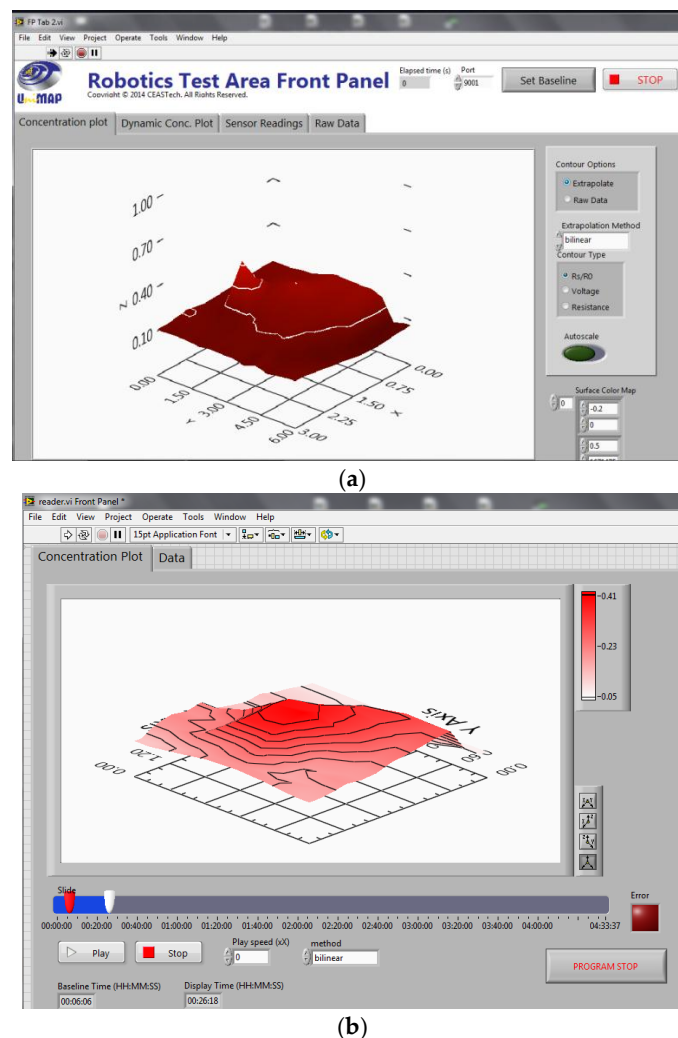 FP Tab 2.vi
File Edit View Project Operate Tools Window Help
UniMAP
Robotics Test Area Front Panel
Copyright © 2014 CEASTech. All Rights Reserved.
Elapsed time (s)
0
Port
9001
Set Baseline
STOP
Concentration plot
Dynamic Conc. Plot
Sensor Readings
Raw Data
1.00
0.70
0.40
0.10
Z
0.00
1.50
3.00
4.50
6.00
Y
0.00
0.75
1.50
2.25
3.00
X
Contour Options
Extrapolate
Raw Data
Extrapolation Method
bilinear
Contour Type
Rs/R0
Voltage
Resistance
Autoscale
Surface Color Map
0
-0.2
0
0.5
(a)
reader.vi Front Panel *
File Edit View Project Operate Tools Window Help
15pt Application Font
Concentration Plot
Data
-0.41
-0.23
-0.05
Y Axis
0.00
1.20
0.60
0.00
Slide
00:00:00 00:20:00 00:40:00 01:00:00 01:20:00 01:40:00 02:00:00 02:20:00 02:40:00 03:00:00 03:20:00 03:40:00 04:00:00 04:33:37
Error
Play
Stop
Play speed (xX)
0
method
bilinear
PROGRAM STOP
Baseline Time (HH:MM:SS)
00:06:06
Display Time (HH:MM:SS)
00:26:18
(b)